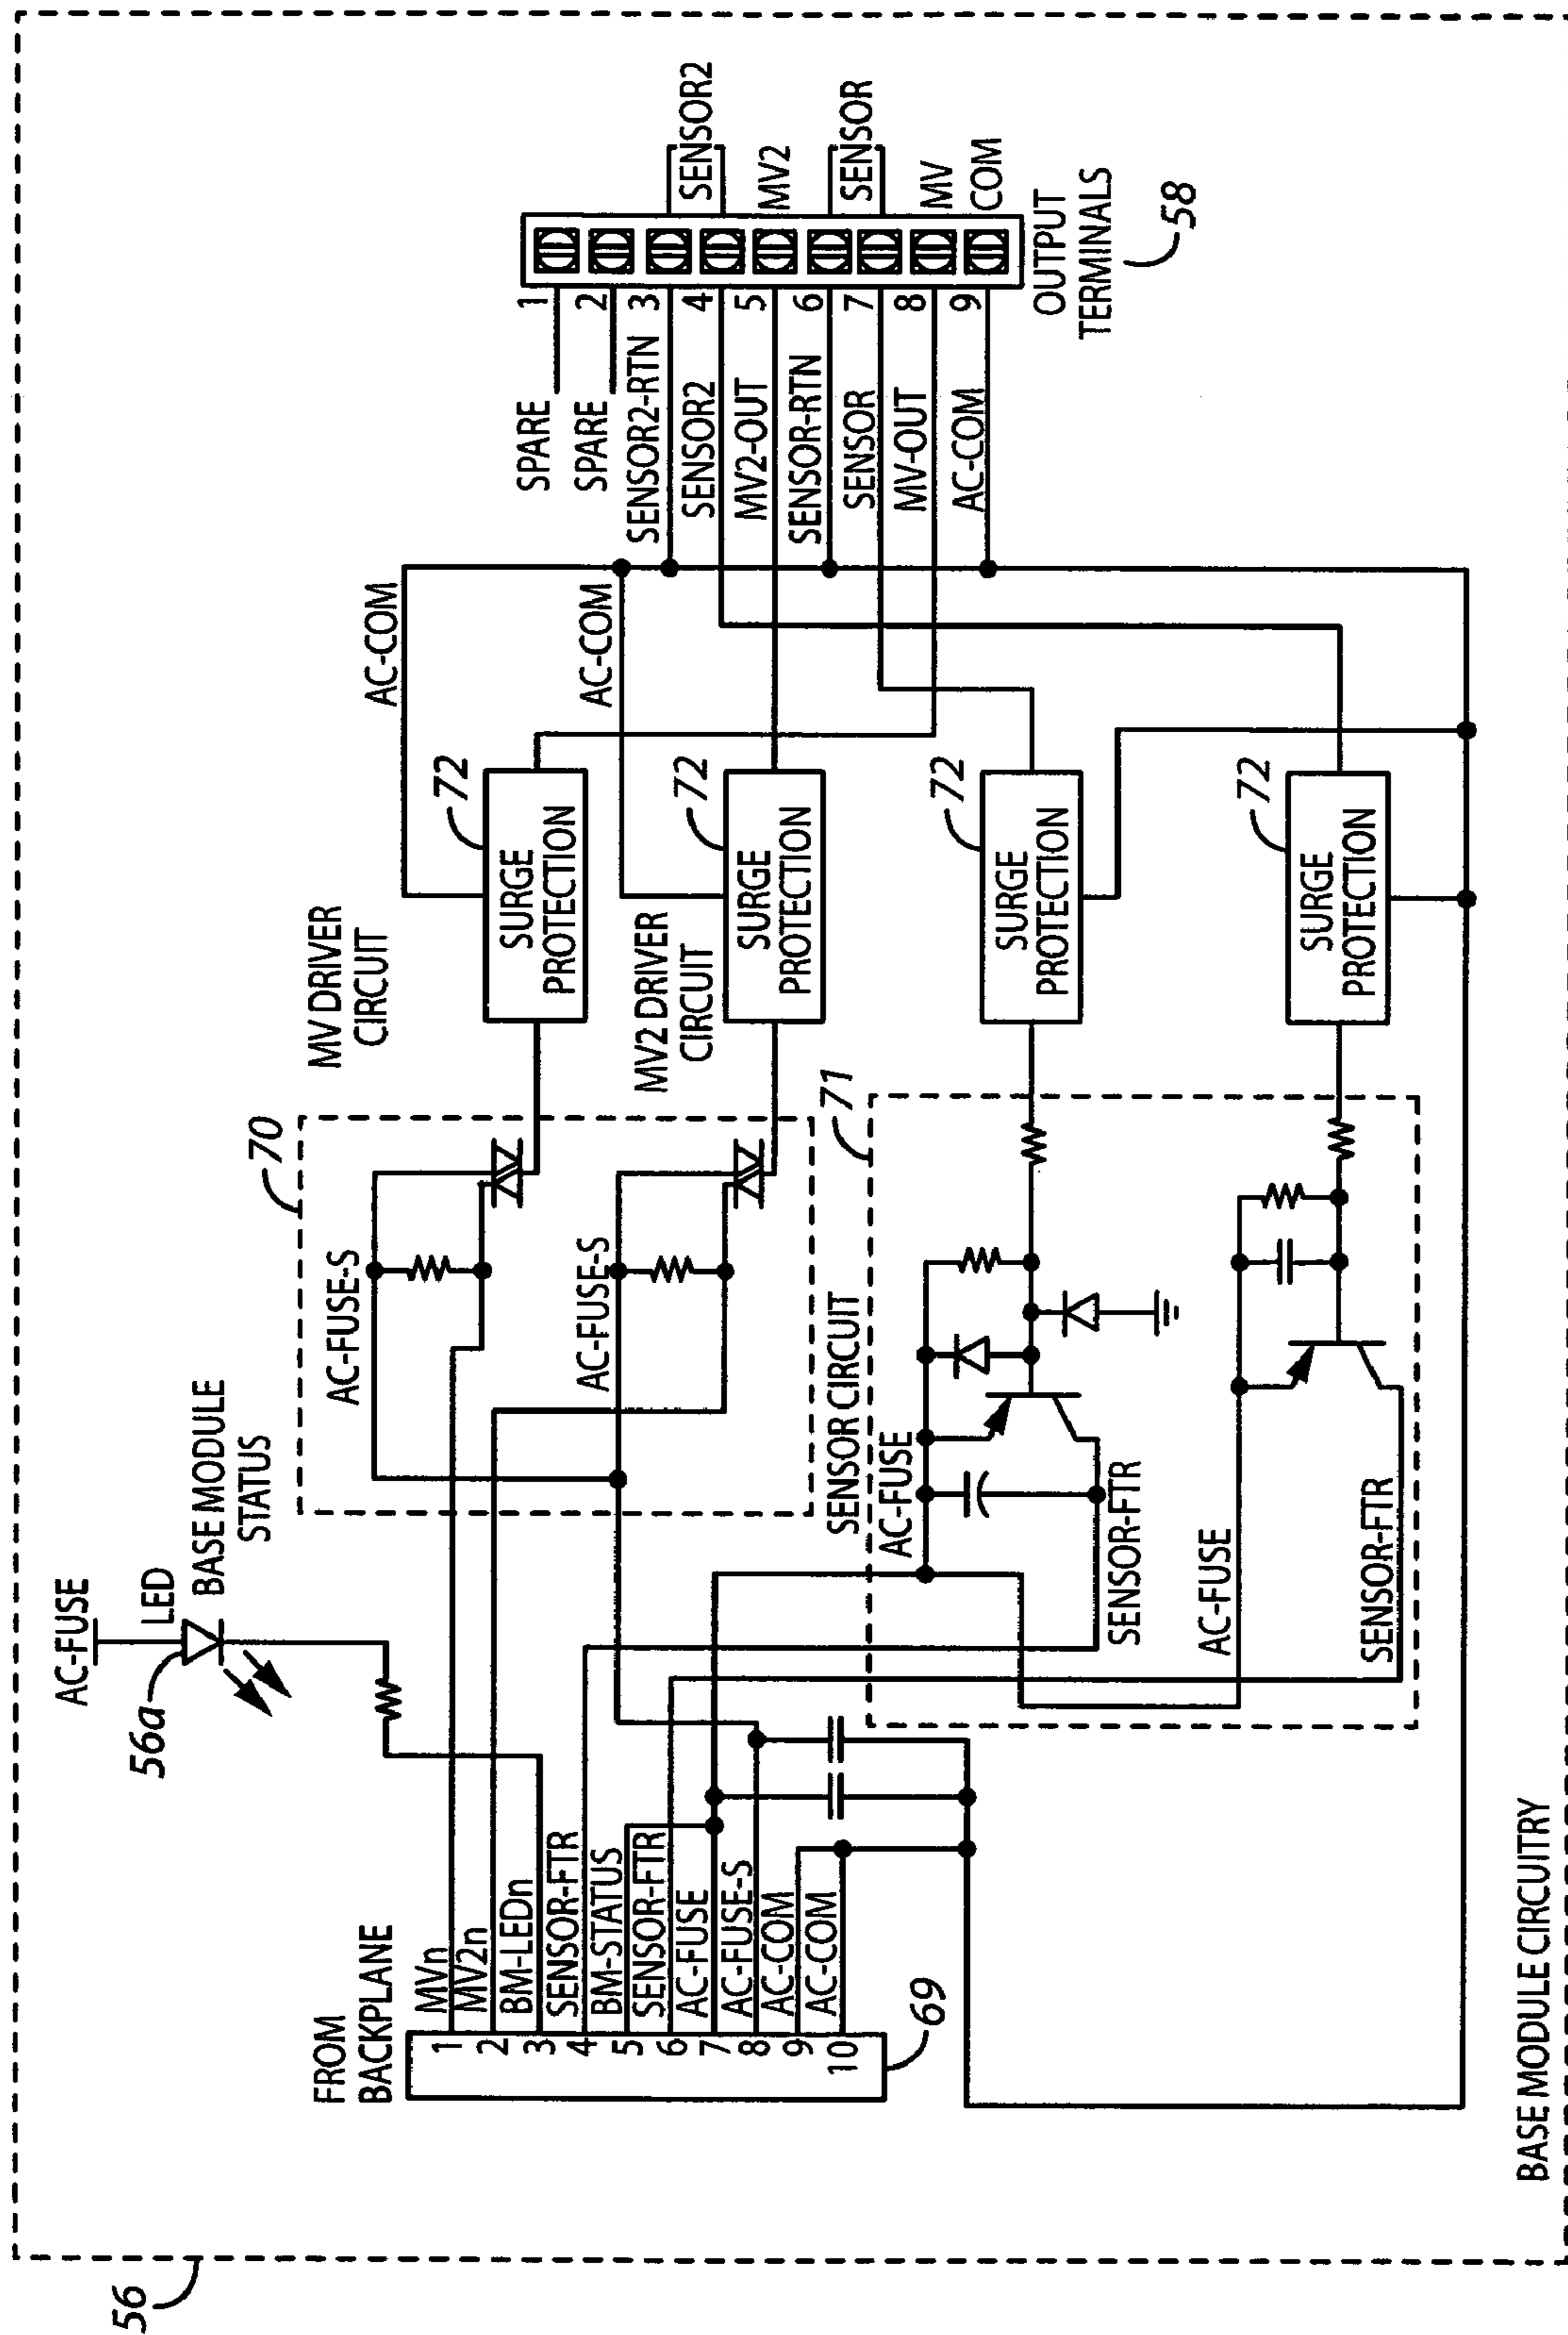 56
AC-FUSE
LED
56a
BASE MODULE
STATUS
FROM
BACKPLANE
MVn
MV2n
BM-LEDn
SENSOR-FTR
BM-STATUS
SENSOR-FTR
AC-FUSE
AC-FUSE-S
AC-COM
AC-COM
1
2
3
4
5
6
7
8
9
10
69
70
AC-FUSE-S
AC-FUSE-S
MV DRIVER
CIRCUIT
MV2 DRIVER
CIRCUIT
SENSOR CIRCUIT
71
AC-FUSE
SENSOR-FTR
AC-FUSE
SENSOR-FTR
72
SURGE
PROTECTION
72
SURGE
PROTECTION
72
SURGE
PROTECTION
72
SURGE
PROTECTION
AC-COM
AC-COM
SPARE
SPARE
SENSOR2-RTN
SENSOR2
MV2-OUT
SENSOR-RTN
SENSOR
MV-OUT
AC-COM
1
2
3
4
5
6
7
8
9
SENSOR2
MV2
SENSOR
MV
COM
OUTPUT
TERMINALS
58
BASE MODULE CIRCUITRY